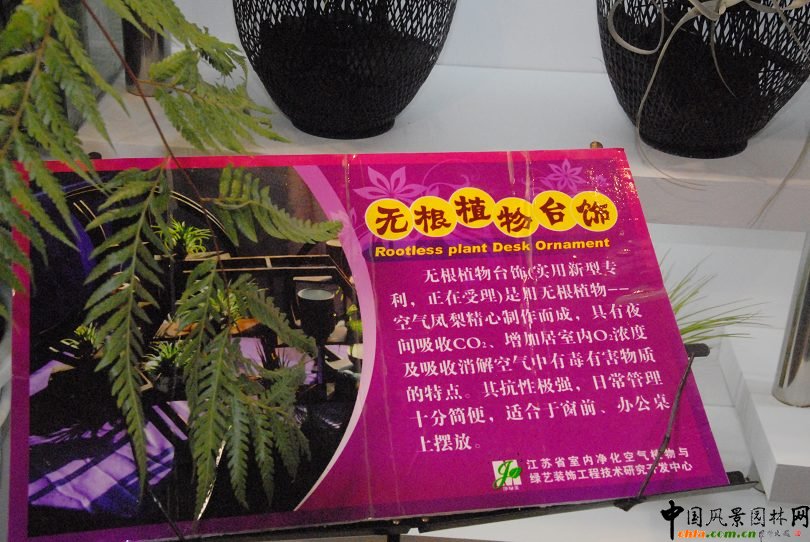 无根植物台饰
Rootless plant Desk Ornament
无根植物台饰(实用新型专
利，正在受理)是用无根植物--
空气凤梨精心制作而成，具有夜
间吸收CO₂、增加居室内O₂浓度
及吸收消解空气中有毒有害物质
的特点。其抗性极强，日常管理
十分简便，适合于窗前、办公桌
上摆放。
江苏省室内净化空气植物与
绿艺装饰工程技术研究开发中心
中国风景园林网
chla.com.cn